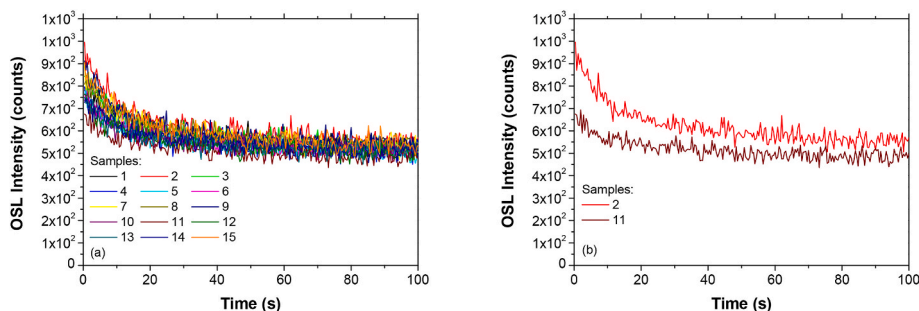 OSL Intensity (counts)
1x10³
1x10³
9x10²
8x10²
7x10²
6x10²
5x10²
4x10²
3x10²
2x10²
1x10²
0
Samples:
1 2 3
4 5 6
7 8 9
10 11 12
13 14 15
(a)
0 20 40 60 80 100
Time (s)
OSL Intensity (counts)
1x10³
1x10³
9x10²
8x10²
7x10²
6x10²
5x10²
4x10²
3x10²
2x10²
1x10²
0
Samples:
2
11
(b)
0 20 40 60 80 100
Time (s)